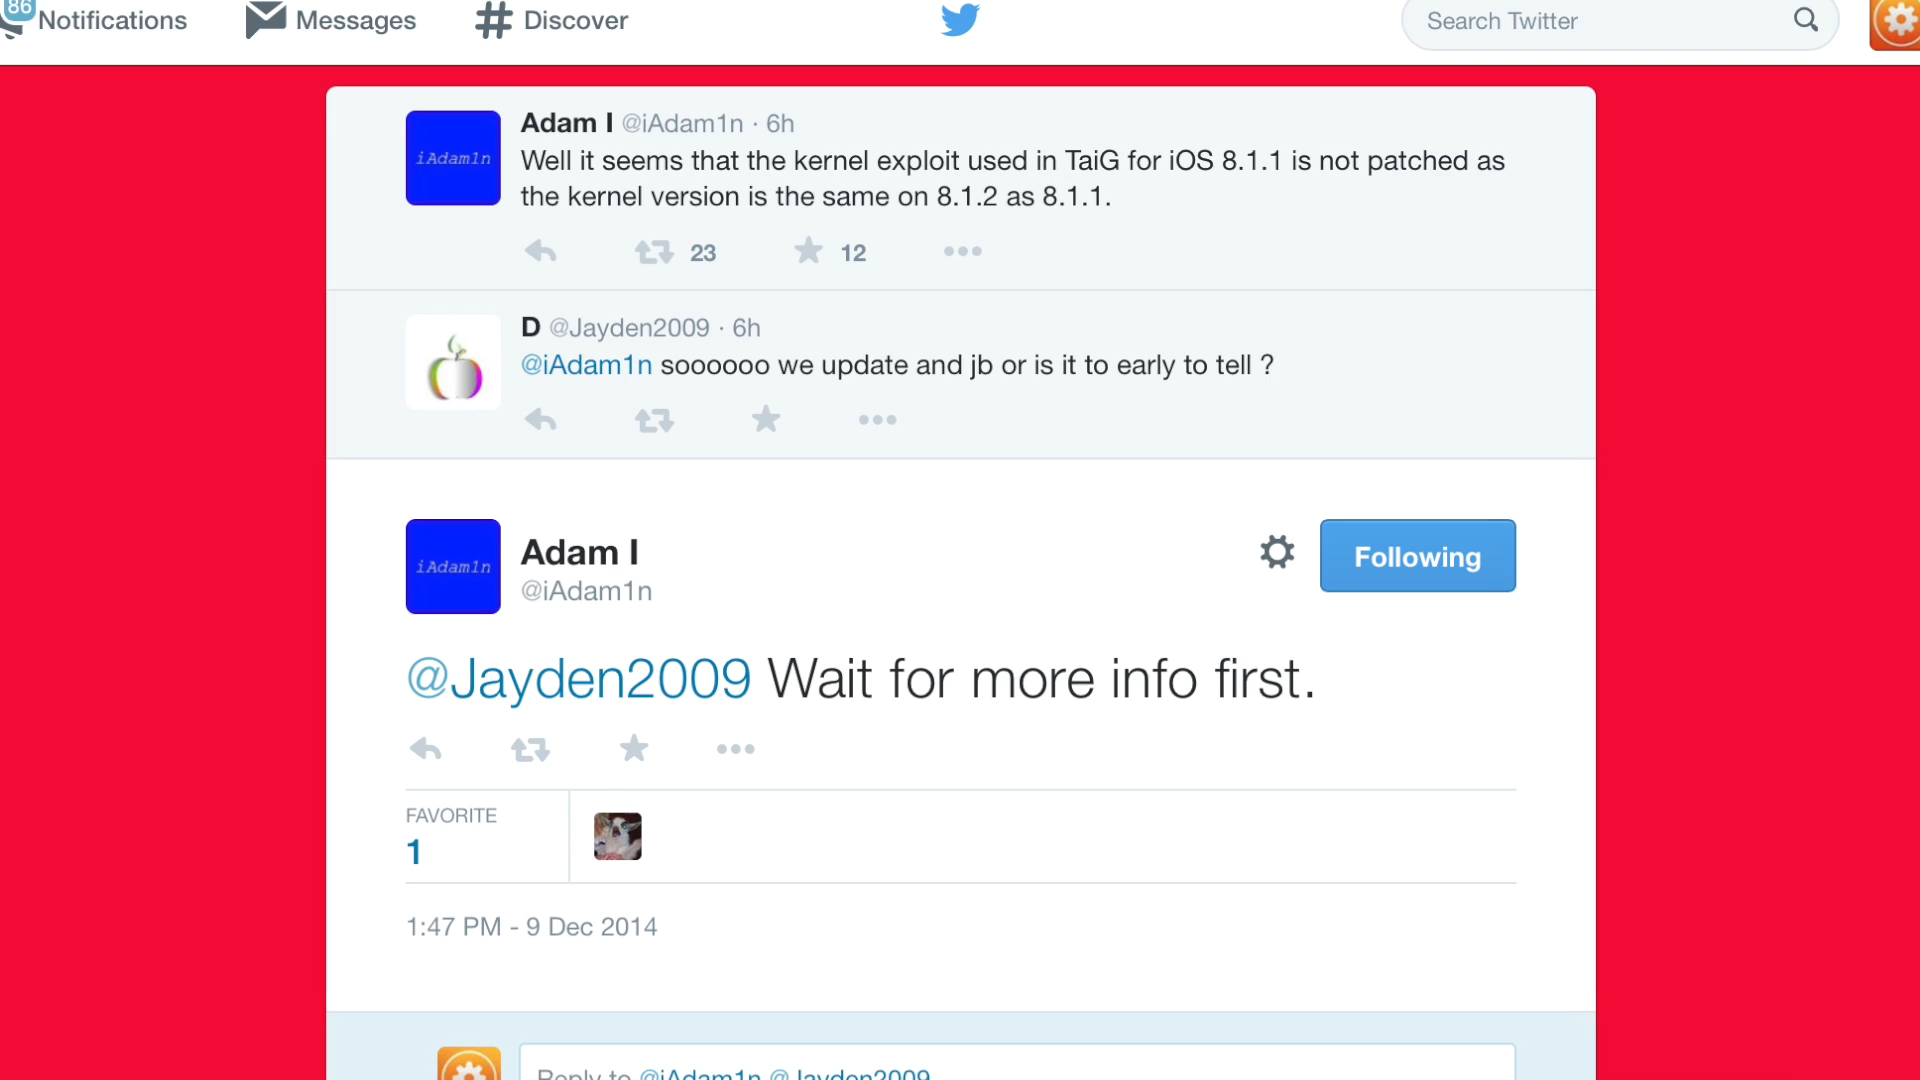 86
Notifications
Messages
Discover
Search Twitter
Adam I @iAdam1n · 6h
iAdam1n
Well it seems that the kernel exploit used in TaiG for iOS 8.1.1 is not patched as
the kernel version is the same on 8.1.2 as 8.1.1.
23
12
D @Jayden2009 · 6h
@iAdam1n soooooo we update and jb or is it to early to tell ?
iAdam1n
Adam I
@iAdam1n
Following
@Jayden2009 Wait for more info first.
FAVORITE
1
1:47 PM - 9 Dec 2014
Reply to @iAdam1n @Jayden2009